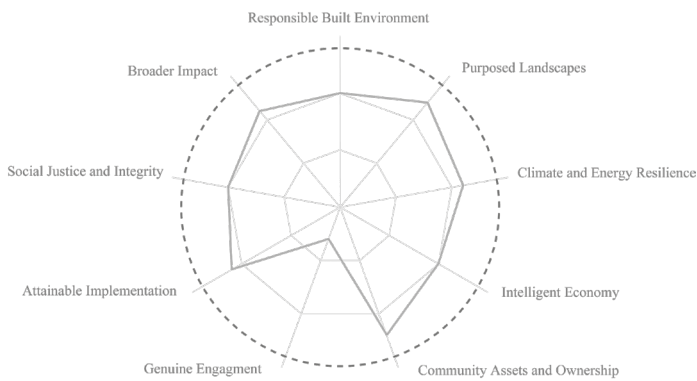 Responsible Built Environment
Broader Impact
Purposed Landscapes
Social Justice and Integrity
Climate and Energy Resilience
Attainable Implementation
Intelligent Economy
Genuine Engagment
Community Assets and Ownership